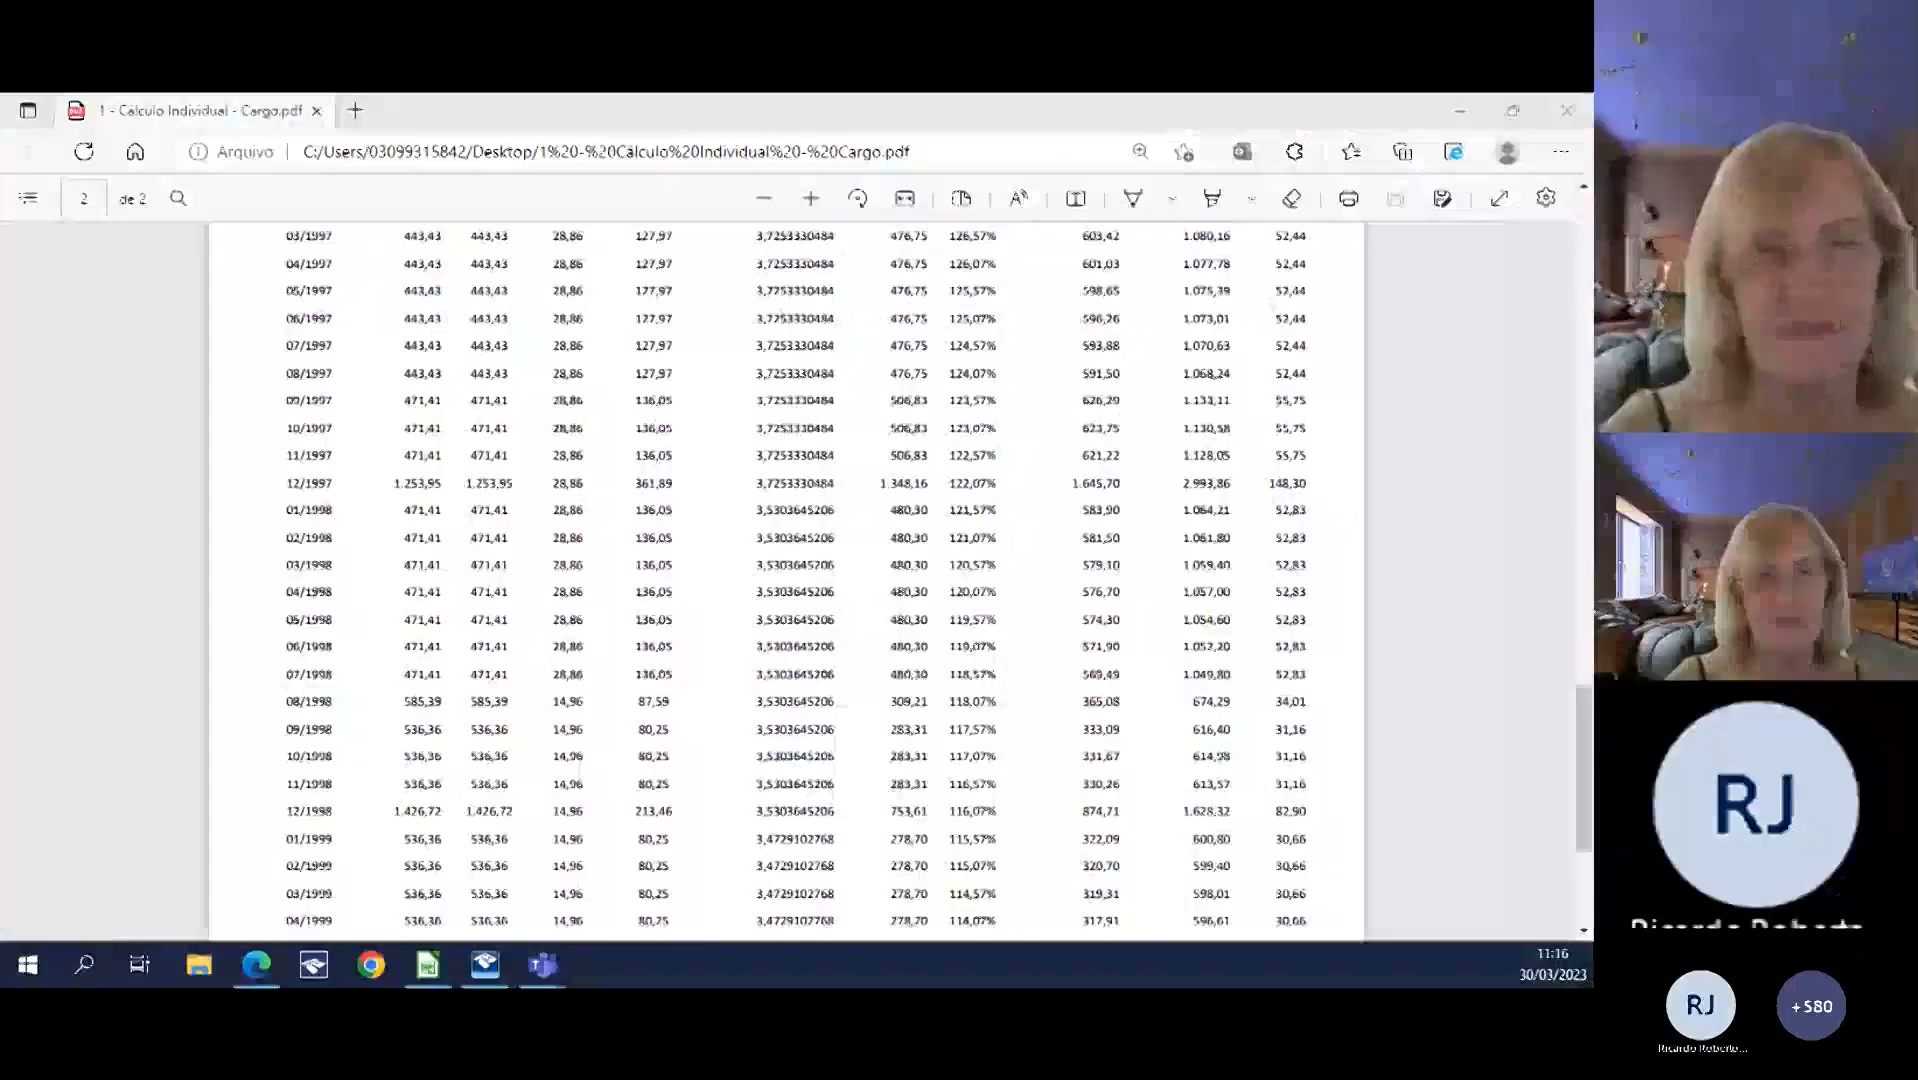 1 - Cálculo Individual - Cargo.pdf
Arquivo C:/Users/03099315842/Desktop/1%20-%20Cálculo%20Individual%20-%20Cargo.pdf
2 de 2
03/1997 443,43 443,43 28,86 127,97 3,7253330484 476,75 126,57% 603,42 1.080,16 52,44
04/1997 443,43 443,43 28,86 127,97 3,7253330484 476,75 126,07% 601,03 1.077,78 52,44
05/1997 443,43 443,43 28,86 127,97 3,7253330484 476,75 125,57% 598,65 1.075,39 52,44
06/1997 443,43 443,43 28,86 127,97 3,7253330484 476,75 125,07% 596,26 1.073,01 52,44
07/1997 443,43 443,43 28,86 127,97 3,7253330484 476,75 124,57% 593,88 1.070,63 52,44
08/1997 443,43 443,43 28,86 127,97 3,7253330484 476,75 124,07% 591,50 1.068,24 52,44
09/1997 471,41 471,41 28,86 136,05 3,7253330484 506,83 123,57% 626,29 1.133,11 55,75
10/1997 471,41 471,41 28,86 136,05 3,7253330484 506,83 123,07% 623,75 1.130,58 55,75
11/1997 471,41 471,41 28,86 136,05 3,7253330484 506,83 122,57% 621,22 1.128,05 55,75
12/1997 1.253,95 1.253,95 28,86 361,89 3,7253330484 1.348,16 122,07% 1.645,70 2.993,86 148,30
01/1998 471,41 471,41 28,86 136,05 3,5303645206 480,30 121,57% 583,90 1.064,21 52,83
02/1998 471,41 471,41 28,86 136,05 3,5303645206 480,30 121,07% 581,50 1.061,80 52,83
03/1998 471,41 471,41 28,86 136,05 3,5303645206 480,30 120,57% 579,10 1.059,40 52,83
04/1998 471,41 471,41 28,86 136,05 3,5303645206 480,30 120,07% 576,70 1.057,00 52,83
05/1998 471,41 471,41 28,86 136,05 3,5303645206 480,30 119,57% 574,30 1.054,60 52,83
06/1998 471,41 471,41 28,86 136,05 3,5303645206 480,30 119,07% 571,90 1.052,20 52,83
07/1998 471,41 471,41 28,86 136,05 3,5303645206 480,30 118,57% 569,49 1.049,80 52,83
08/1998 585,39 585,39 14,96 87,59 3,5303645206 309,21 118,07% 365,08 674,29 34,01
09/1998 536,36 536,36 14,96 80,25 3,5303645206 283,31 117,57% 333,09 616,40 31,16
10/1998 536,36 536,36 14,96 80,25 3,5303645206 283,31 117,07% 331,67 614,98 31,16
11/1998 536,36 536,36 14,96 80,25 3,5303645206 283,31 116,57% 330,26 613,57 31,16
12/1998 1.426,72 1.426,72 14,96 213,46 3,5303645206 753,61 116,07% 874,71 1.628,32 82,90
01/1999 536,36 536,36 14,96 80,25 3,4729102768 278,70 115,57% 322,09 600,80 30,66
02/1999 536,36 536,36 14,96 80,25 3,4729102768 278,70 115,07% 320,70 599,40 30,66
03/1999 536,36 536,36 14,96 80,25 3,4729102768 278,70 114,57% 319,31 598,01 30,66
04/1999 536,36 536,36 14,96 80,25 3,4729102768 278,70 114,07% 317,91 596,61 30,66
11:16
30/03/2023
RJ
Ricardo Roberto
RJ
+580
Ricardo Roberto...